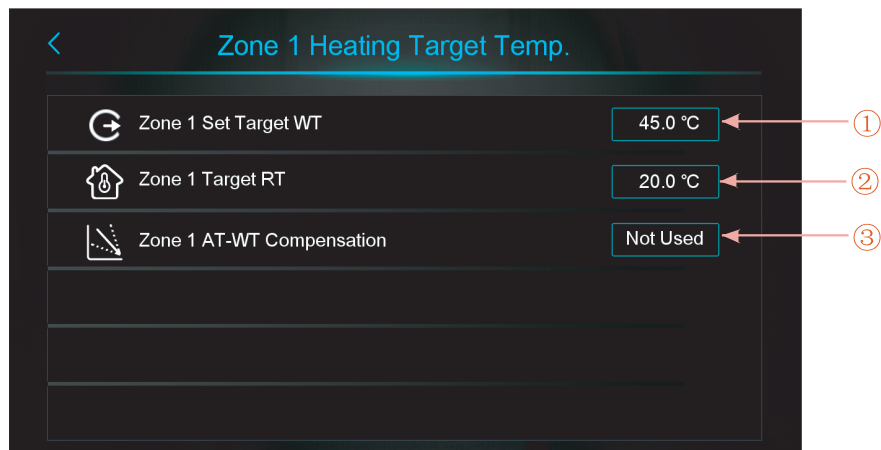 Zone 1 Heating Target Temp.
Zone 1 Set Target WT 45.0 ℃ ①
Zone 1 Target RT 20.0 ℃ ②
Zone 1 AT-WT Compensation Not Used ③